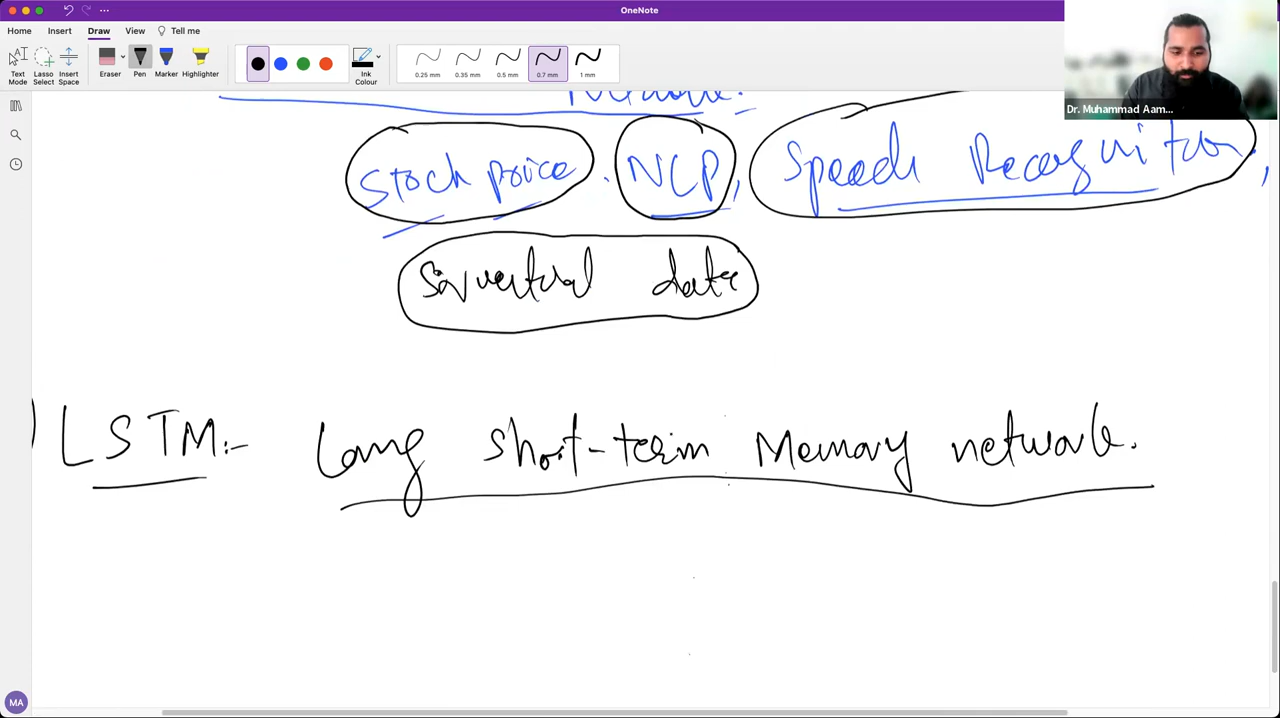 OneNote
Home Insert Draw View Tell me
Text Mode Lasso Select Insert Space Eraser Pen Marker Highlighter Ink Colour 0.25 mm 0.35 mm 0.5 mm 0.7 mm 1 mm
Dr. Muhammad Aam...
Stock price, NLP, Speech Recognition,
data
) LSTM:- Long Short-term Memory network.
MA